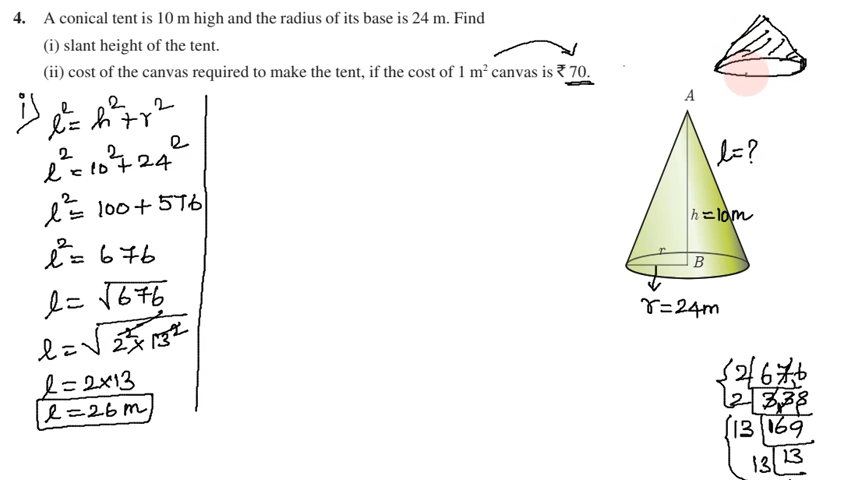 4. A conical tent is 10 m high and the radius of its base is 24 m. Find
(i) slant height of the tent.
(ii) cost of the canvas required to make the tent, if the cost of 1 m² canvas is ₹ 70.
i)
l² = h² + r²
l² = 10² + 24²
l² = 100 + 576
l² = 676
l = √676
l = √2² × 13²
l = 2×13
l = 26 m
A
l = ?
h = 10m
r
B
r = 24m
2 676
2 338
13 169
13 13